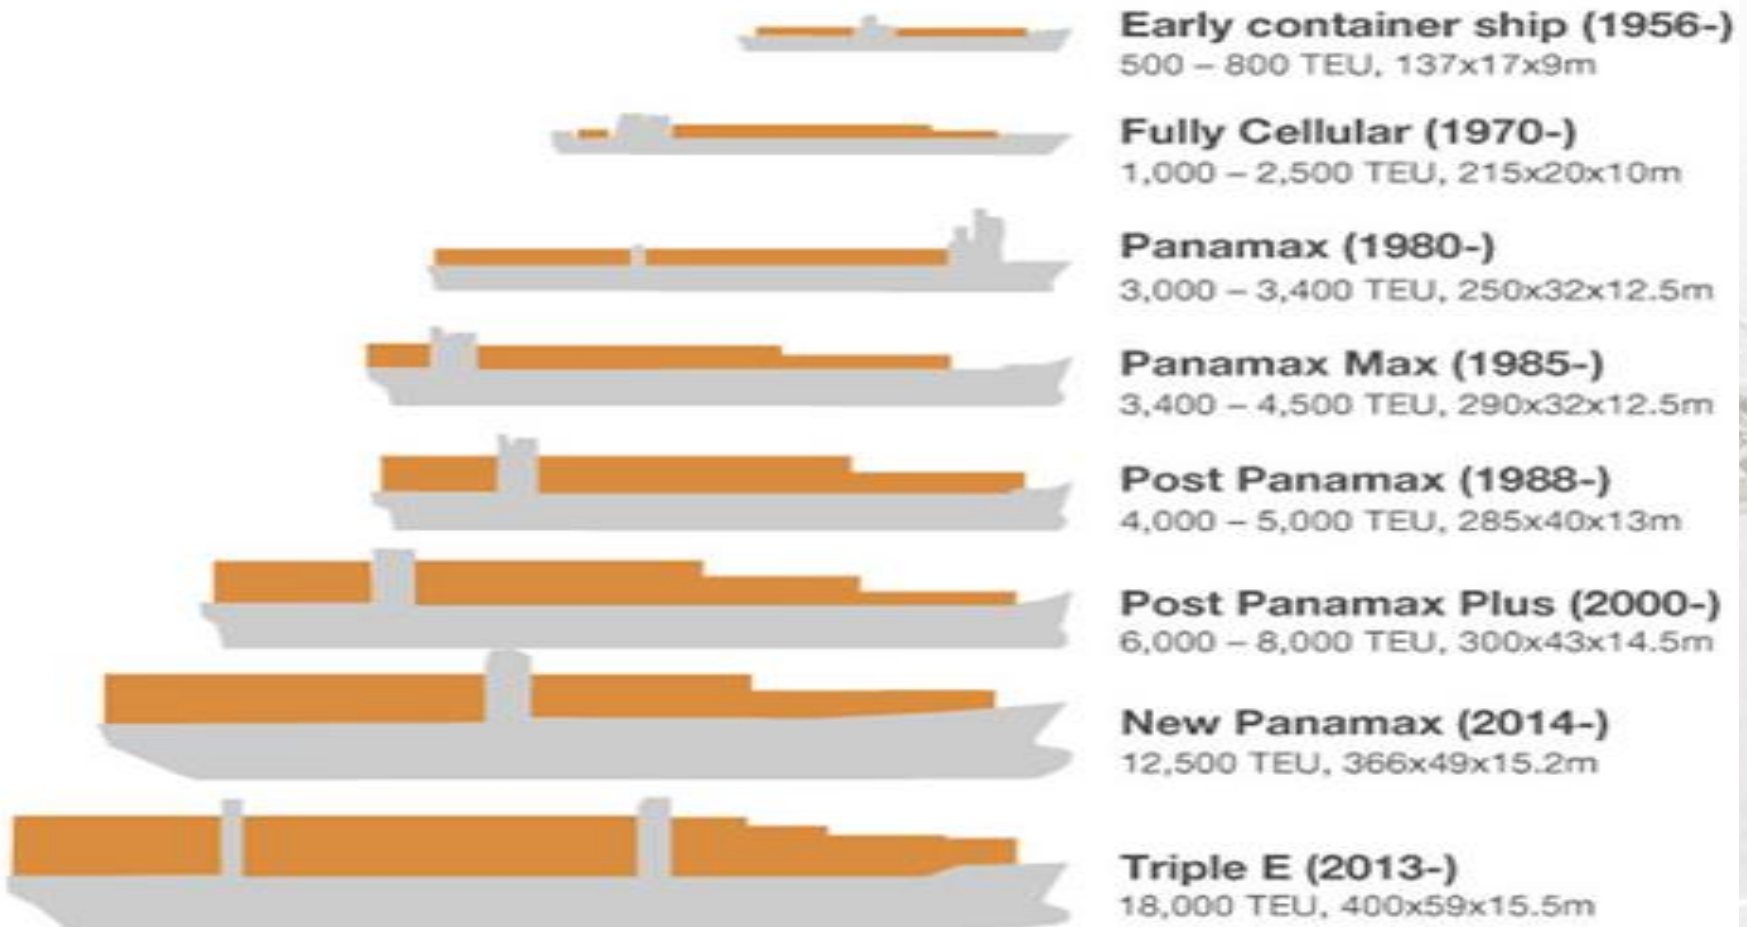 Early container ship (1956-)
500 – 800 TEU, 137x17x9m
Fully Cellular (1970-)
1,000 – 2,500 TEU, 215x20x10m
Panamax (1980-)
3,000 – 3,400 TEU, 250x32x12.5m
Panamax Max (1985-)
3,400 – 4,500 TEU, 290x32x12.5m
Post Panamax (1988-)
4,000 – 5,000 TEU, 285x40x13m
Post Panamax Plus (2000-)
6,000 – 8,000 TEU, 300x43x14.5m
New Panamax (2014-)
12,500 TEU, 366x49x15.2m
Triple E (2013-)
18,000 TEU, 400x59x15.5m